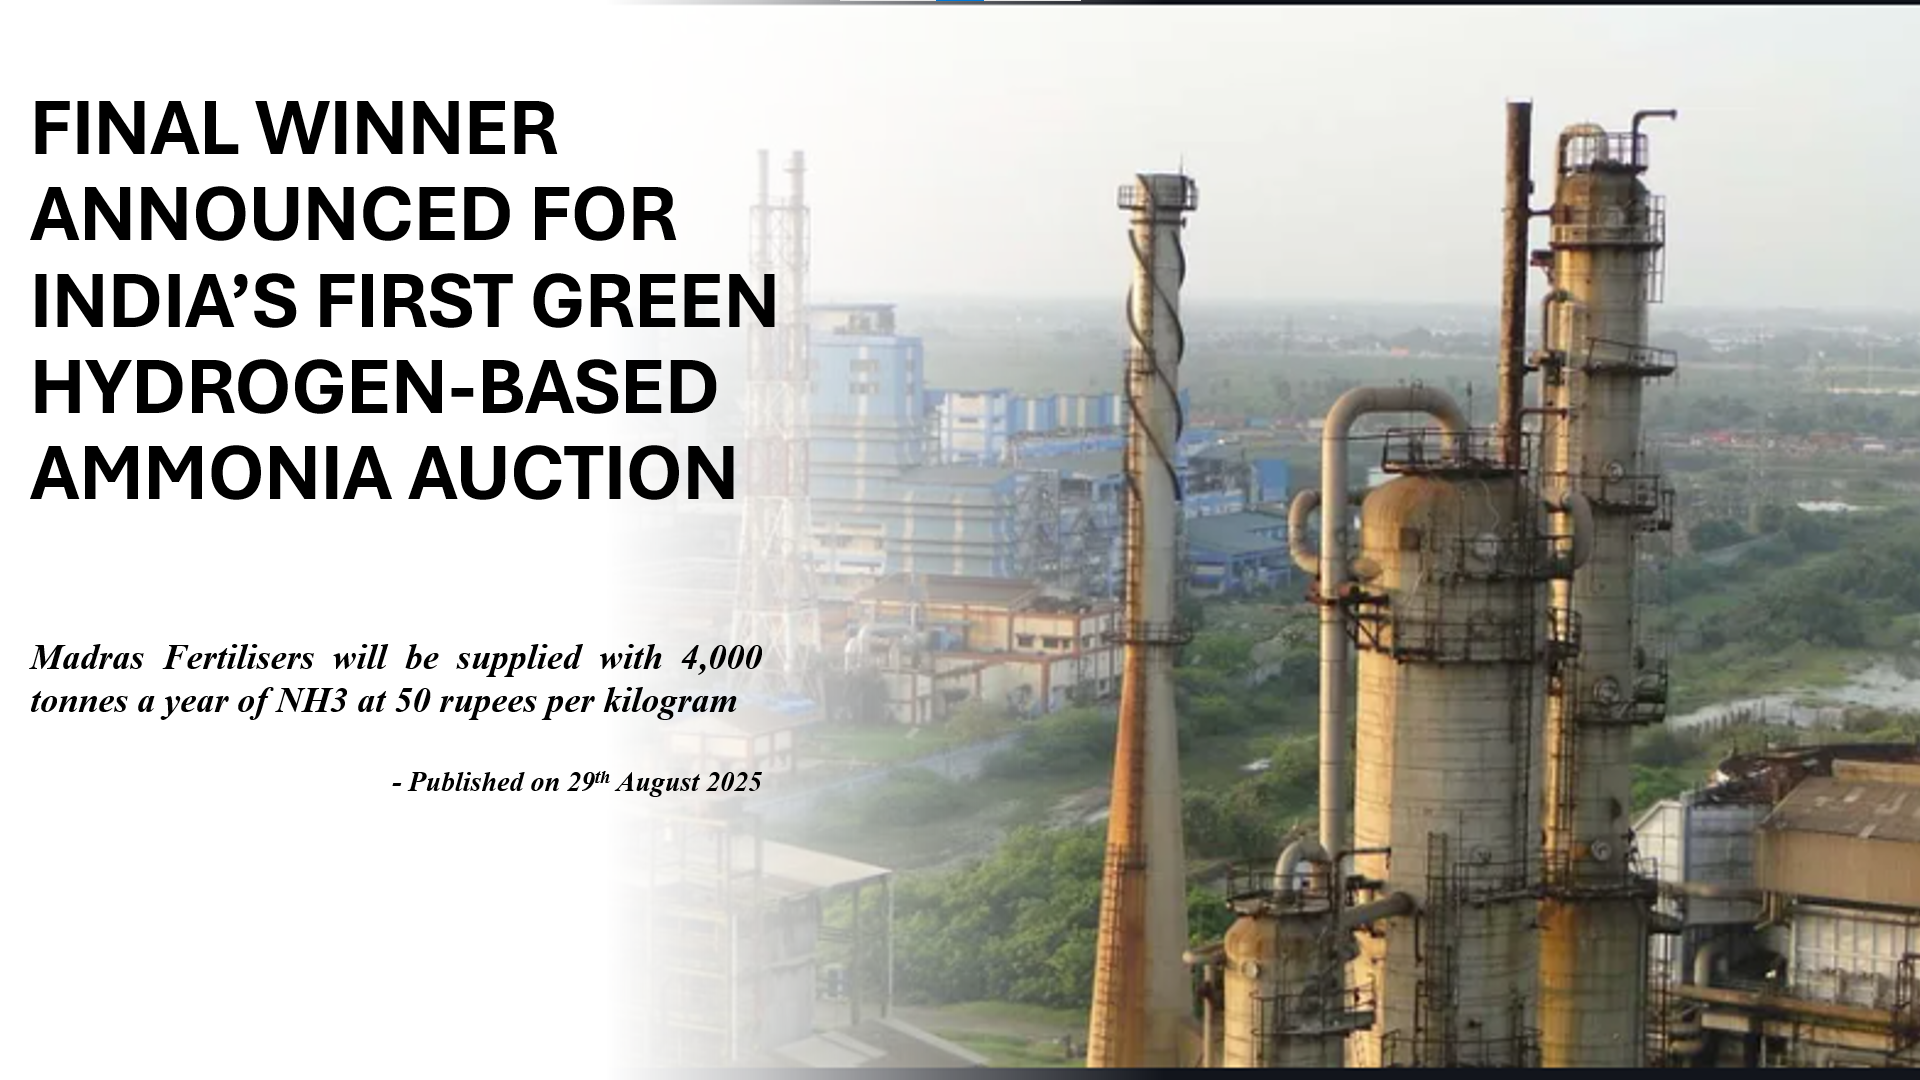 FINAL WINNER
ANNOUNCED FOR
INDIA’S FIRST GREEN
HYDROGEN-BASED
AMMONIA AUCTION
Madras Fertilisers will be supplied with 4,000
tonnes a year of NH3 at 50 rupees per kilogram
- Published on 29th August 2025